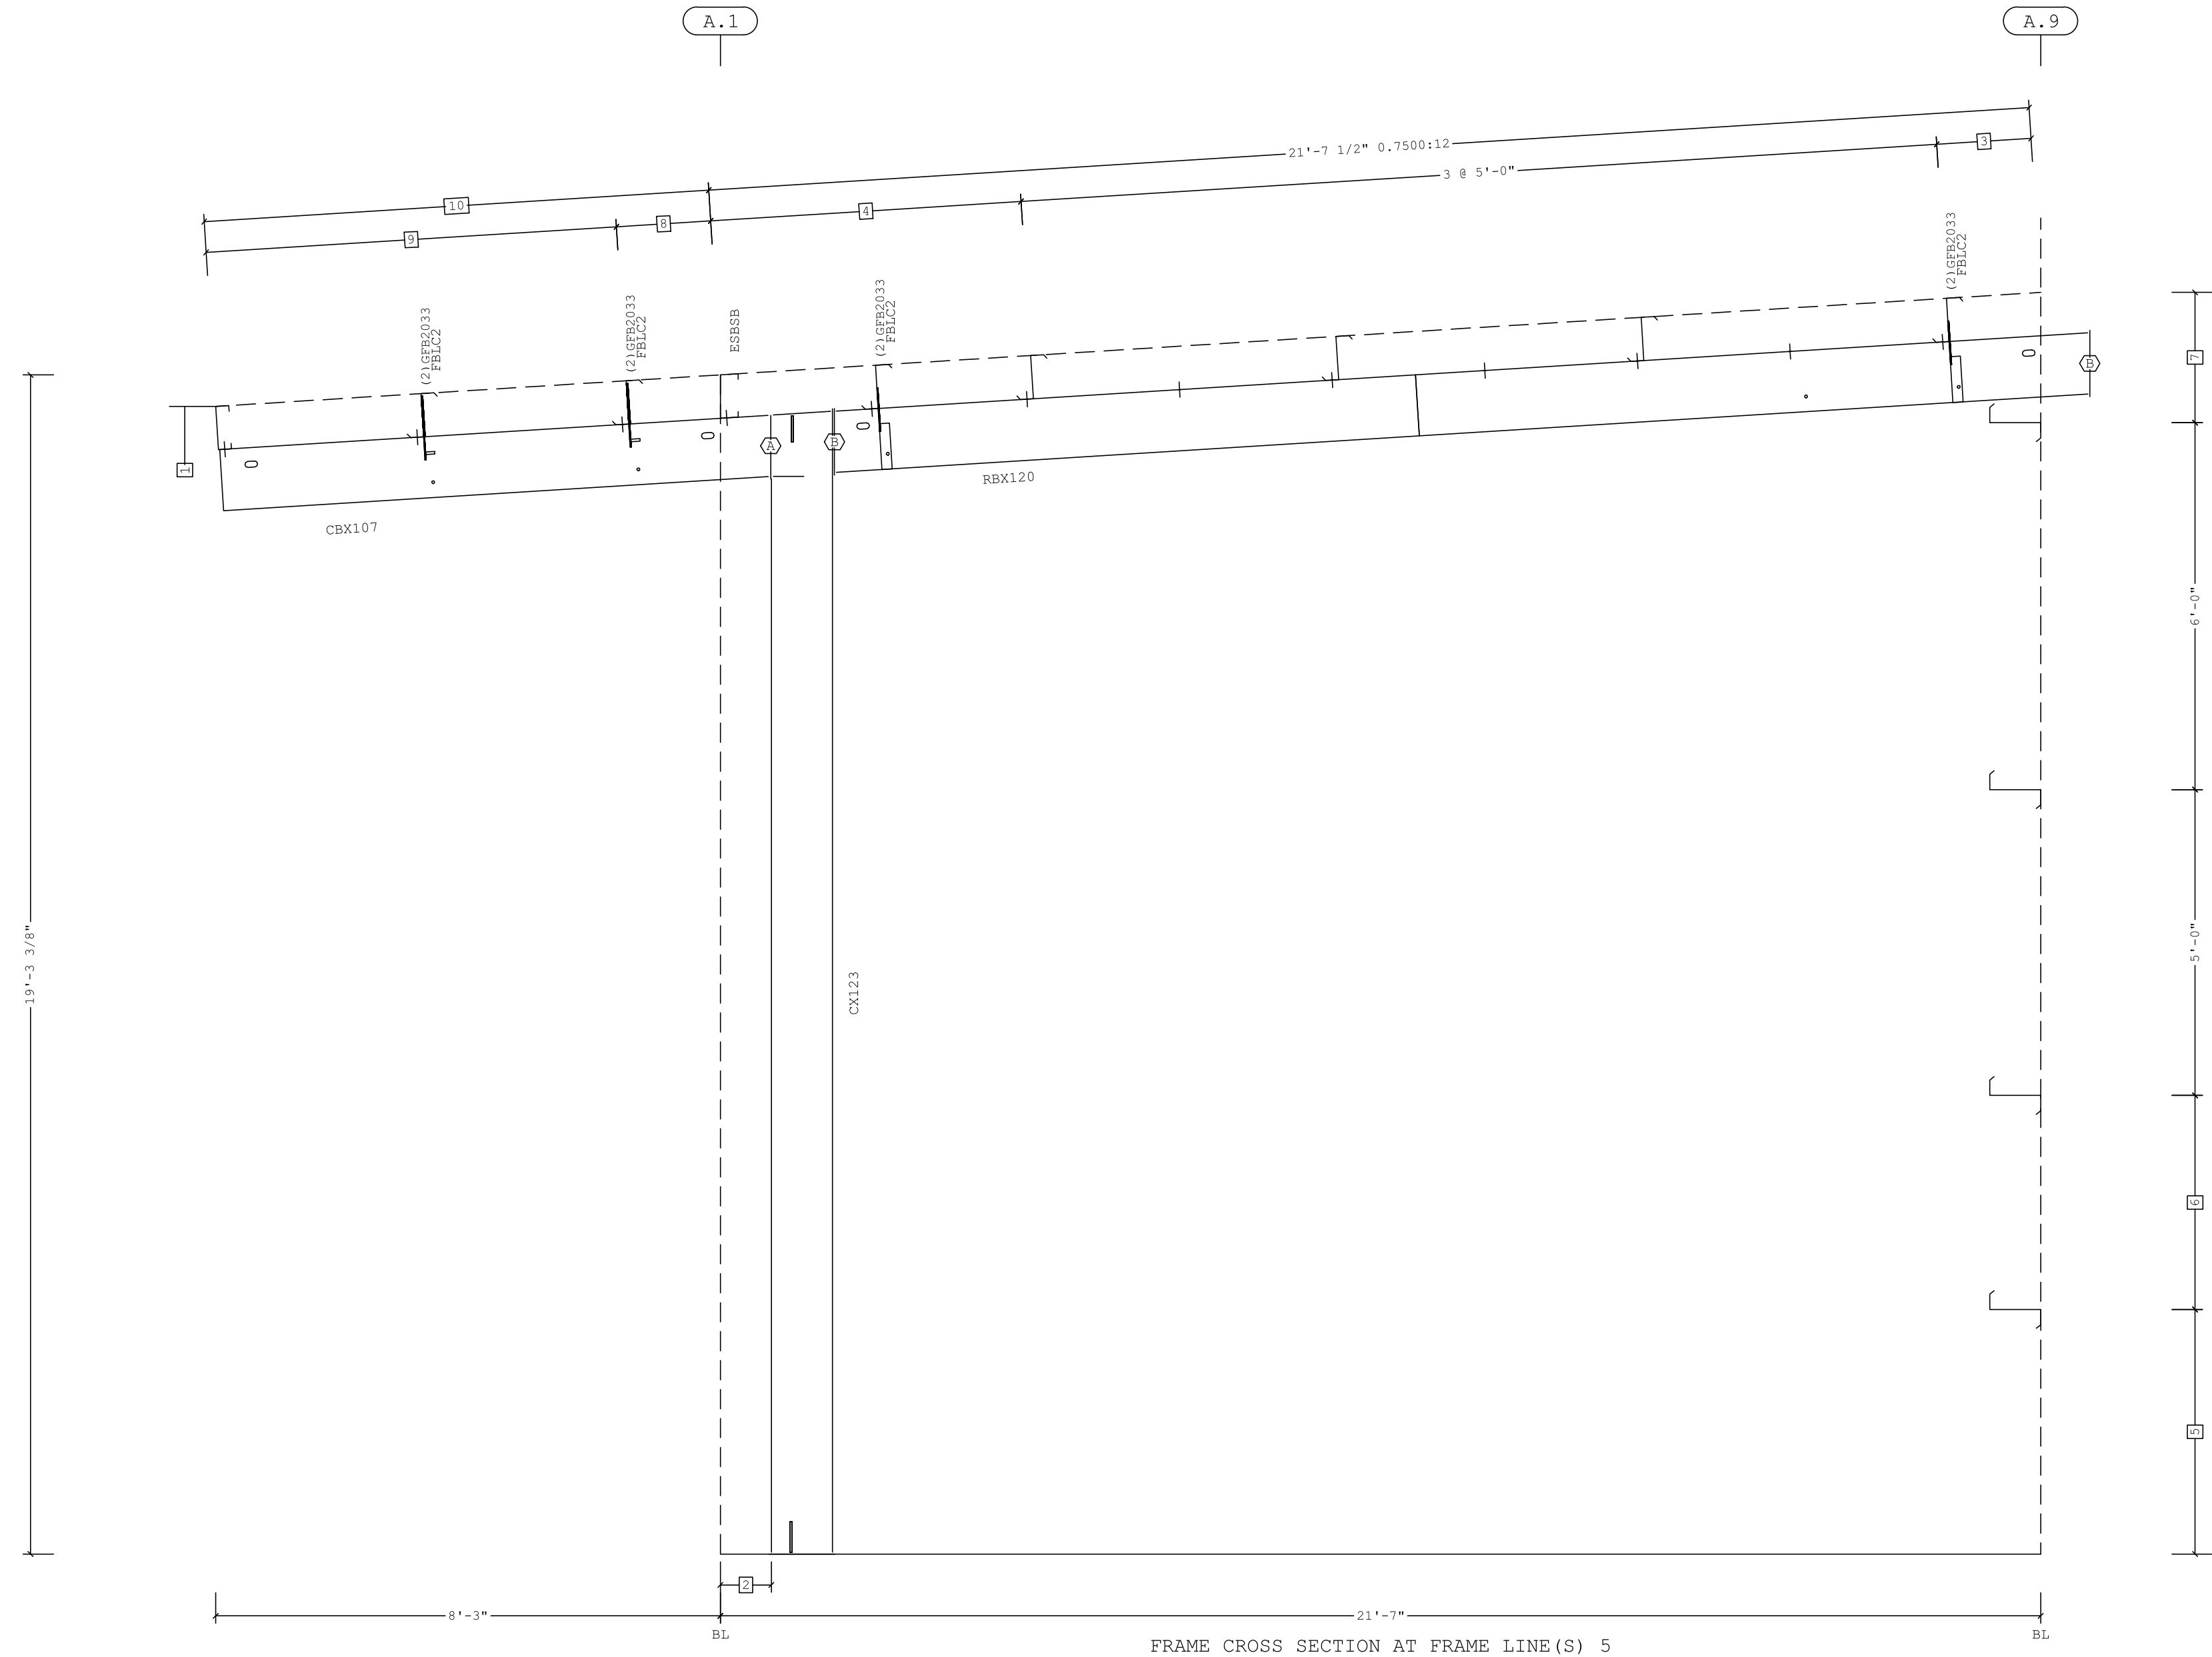 A.1
A.9
21'-7 1/2" 0.7500:12
3
3 @ 5'-0"
10
4
8
9
(2)GFB2033
FBLC2
(2)GFB2033
FBLC2
ESBSB
(2)GFB2033
FBLC2
(2)GFB2033
FBLC2
7
B
A
B
1
RBX120
CBX107
6'-0"
19'-3 3/8"
5'-0"
CX123
6
5
2
8'-3"
21'-7"
BL
BL
FRAME CROSS SECTION AT FRAME LINE(S) 5